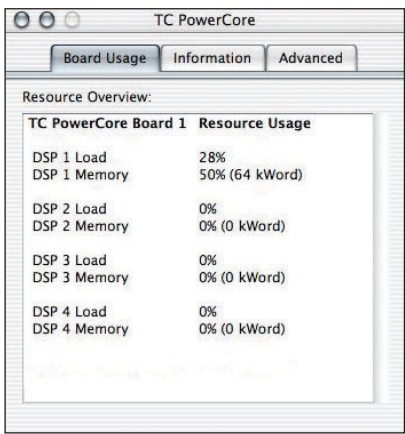 TC PowerCore
Board Usage Information Advanced
Resource Overview:
TC PowerCore Board 1 Resource Usage
DSP 1 Load 28%
DSP 1 Memory 50% (64 kWord)
DSP 2 Load 0%
DSP 2 Memory 0% (0 kWord)
DSP 3 Load 0%
DSP 3 Memory 0% (0 kWord)
DSP 4 Load 0%
DSP 4 Memory 0% (0 kWord)